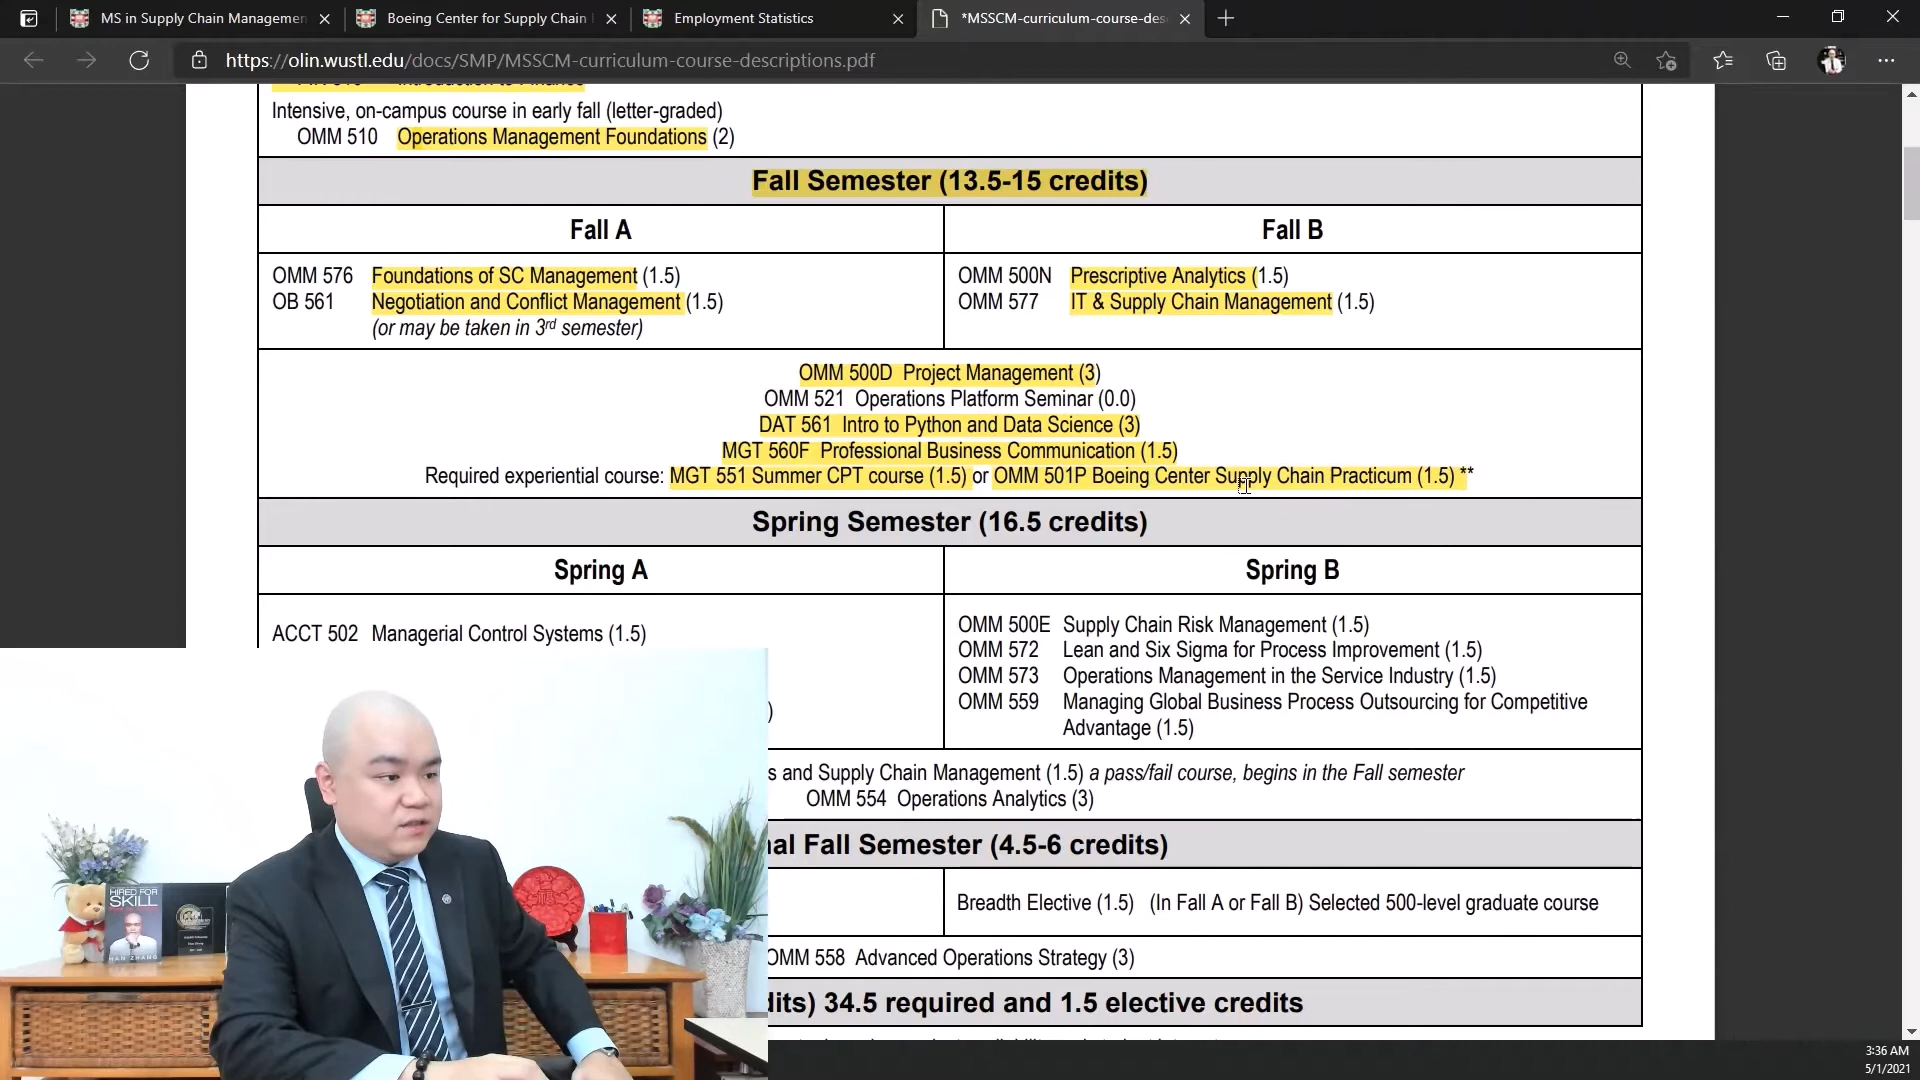 MS in Supply Chain Managemen
Boeing Center for Supply Chain
Employment Statistics
*MSSCM-curriculum-course-des
https://olin.wustl.edu/docs/SMP/MSSCM-curriculum-course-descriptions.pdf
Intensive, on-campus course in early fall (letter-graded)
OMM 510 Operations Management Foundations (2)
Fall Semester (13.5-15 credits)
Fall A
Fall B
OMM 576 Foundations of SC Management (1.5)
OB 561 Negotiation and Conflict Management (1.5)
(or may be taken in 3rd semester)
OMM 500N Prescriptive Analytics (1.5)
OMM 577 IT & Supply Chain Management (1.5)
OMM 500D Project Management (3)
OMM 521 Operations Platform Seminar (0.0)
DAT 561 Intro to Python and Data Science (3)
MGT 560F Professional Business Communication (1.5)
Required experiential course: MGT 551 Summer CPT course (1.5) or OMM 501P Boeing Center Supply Chain Practicum (1.5) **
Spring Semester (16.5 credits)
Spring A
Spring B
ACCT 502 Managerial Control Systems (1.5)
)
OMM 500E Supply Chain Risk Management (1.5)
OMM 572 Lean and Six Sigma for Process Improvement (1.5)
OMM 573 Operations Management in the Service Industry (1.5)
OMM 559 Managing Global Business Process Outsourcing for Competitive
Advantage (1.5)
s and Supply Chain Management (1.5) a pass/fail course, begins in the Fall semester
OMM 554 Operations Analytics (3)
al Fall Semester (4.5-6 credits)
Breadth Elective (1.5) (In Fall A or Fall B) Selected 500-level graduate course
OMM 558 Advanced Operations Strategy (3)
dits) 34.5 required and 1.5 elective credits
HIRED FOR
SKILL
HAN ZHANG
3:36 AM
5/1/2021